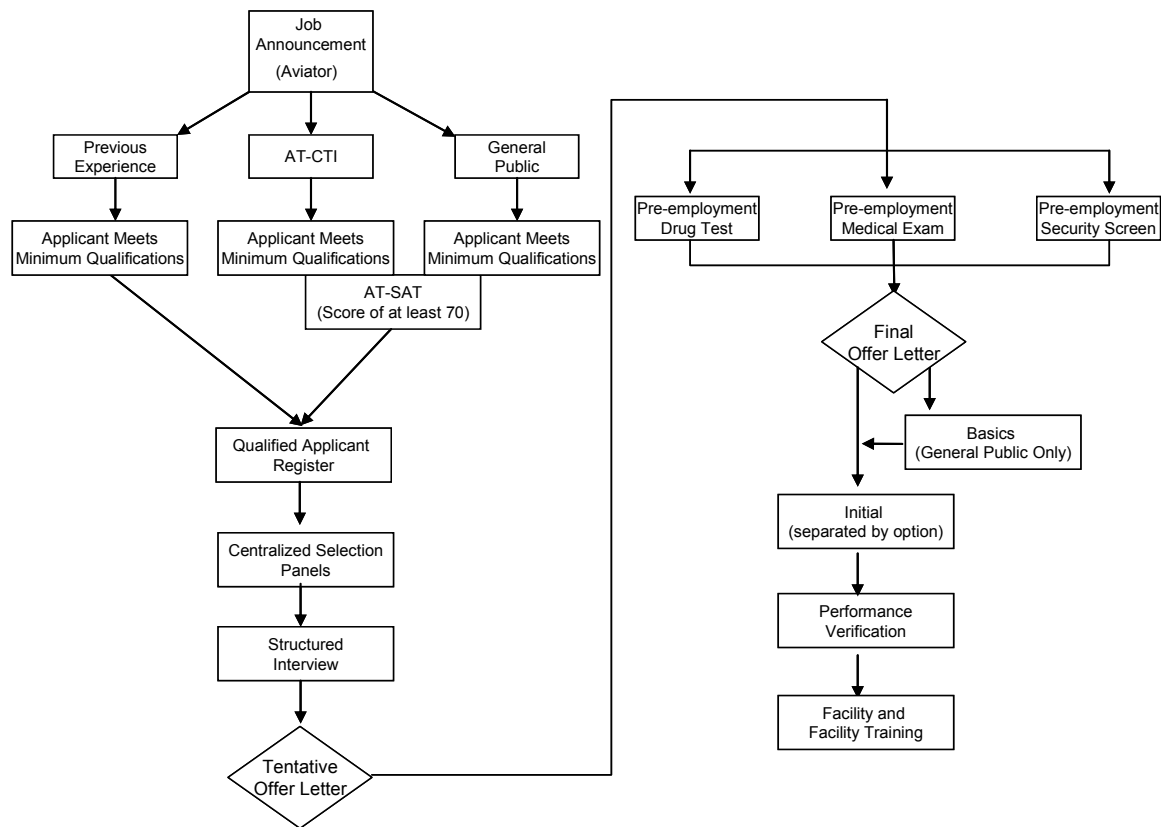 Job
Announcement
(Aviator)
Previous
Experience
AT-CTI
General
Public
Applicant Meets
Minimum Qualifications
Applicant Meets
Minimum Qualifications
Applicant Meets
Minimum Qualifications
AT-SAT
(Score of at least 70)
Qualified Applicant
Register
Centralized Selection
Panels
Structured
Interview
Tentative
Offer Letter
Pre-employment
Drug Test
Pre-employment
Medical Exam
Pre-employment
Security Screen
Final
Offer Letter
Basics
(General Public Only)
Initial
(separated by option)
Performance
Verification
Facility and
Facility Training